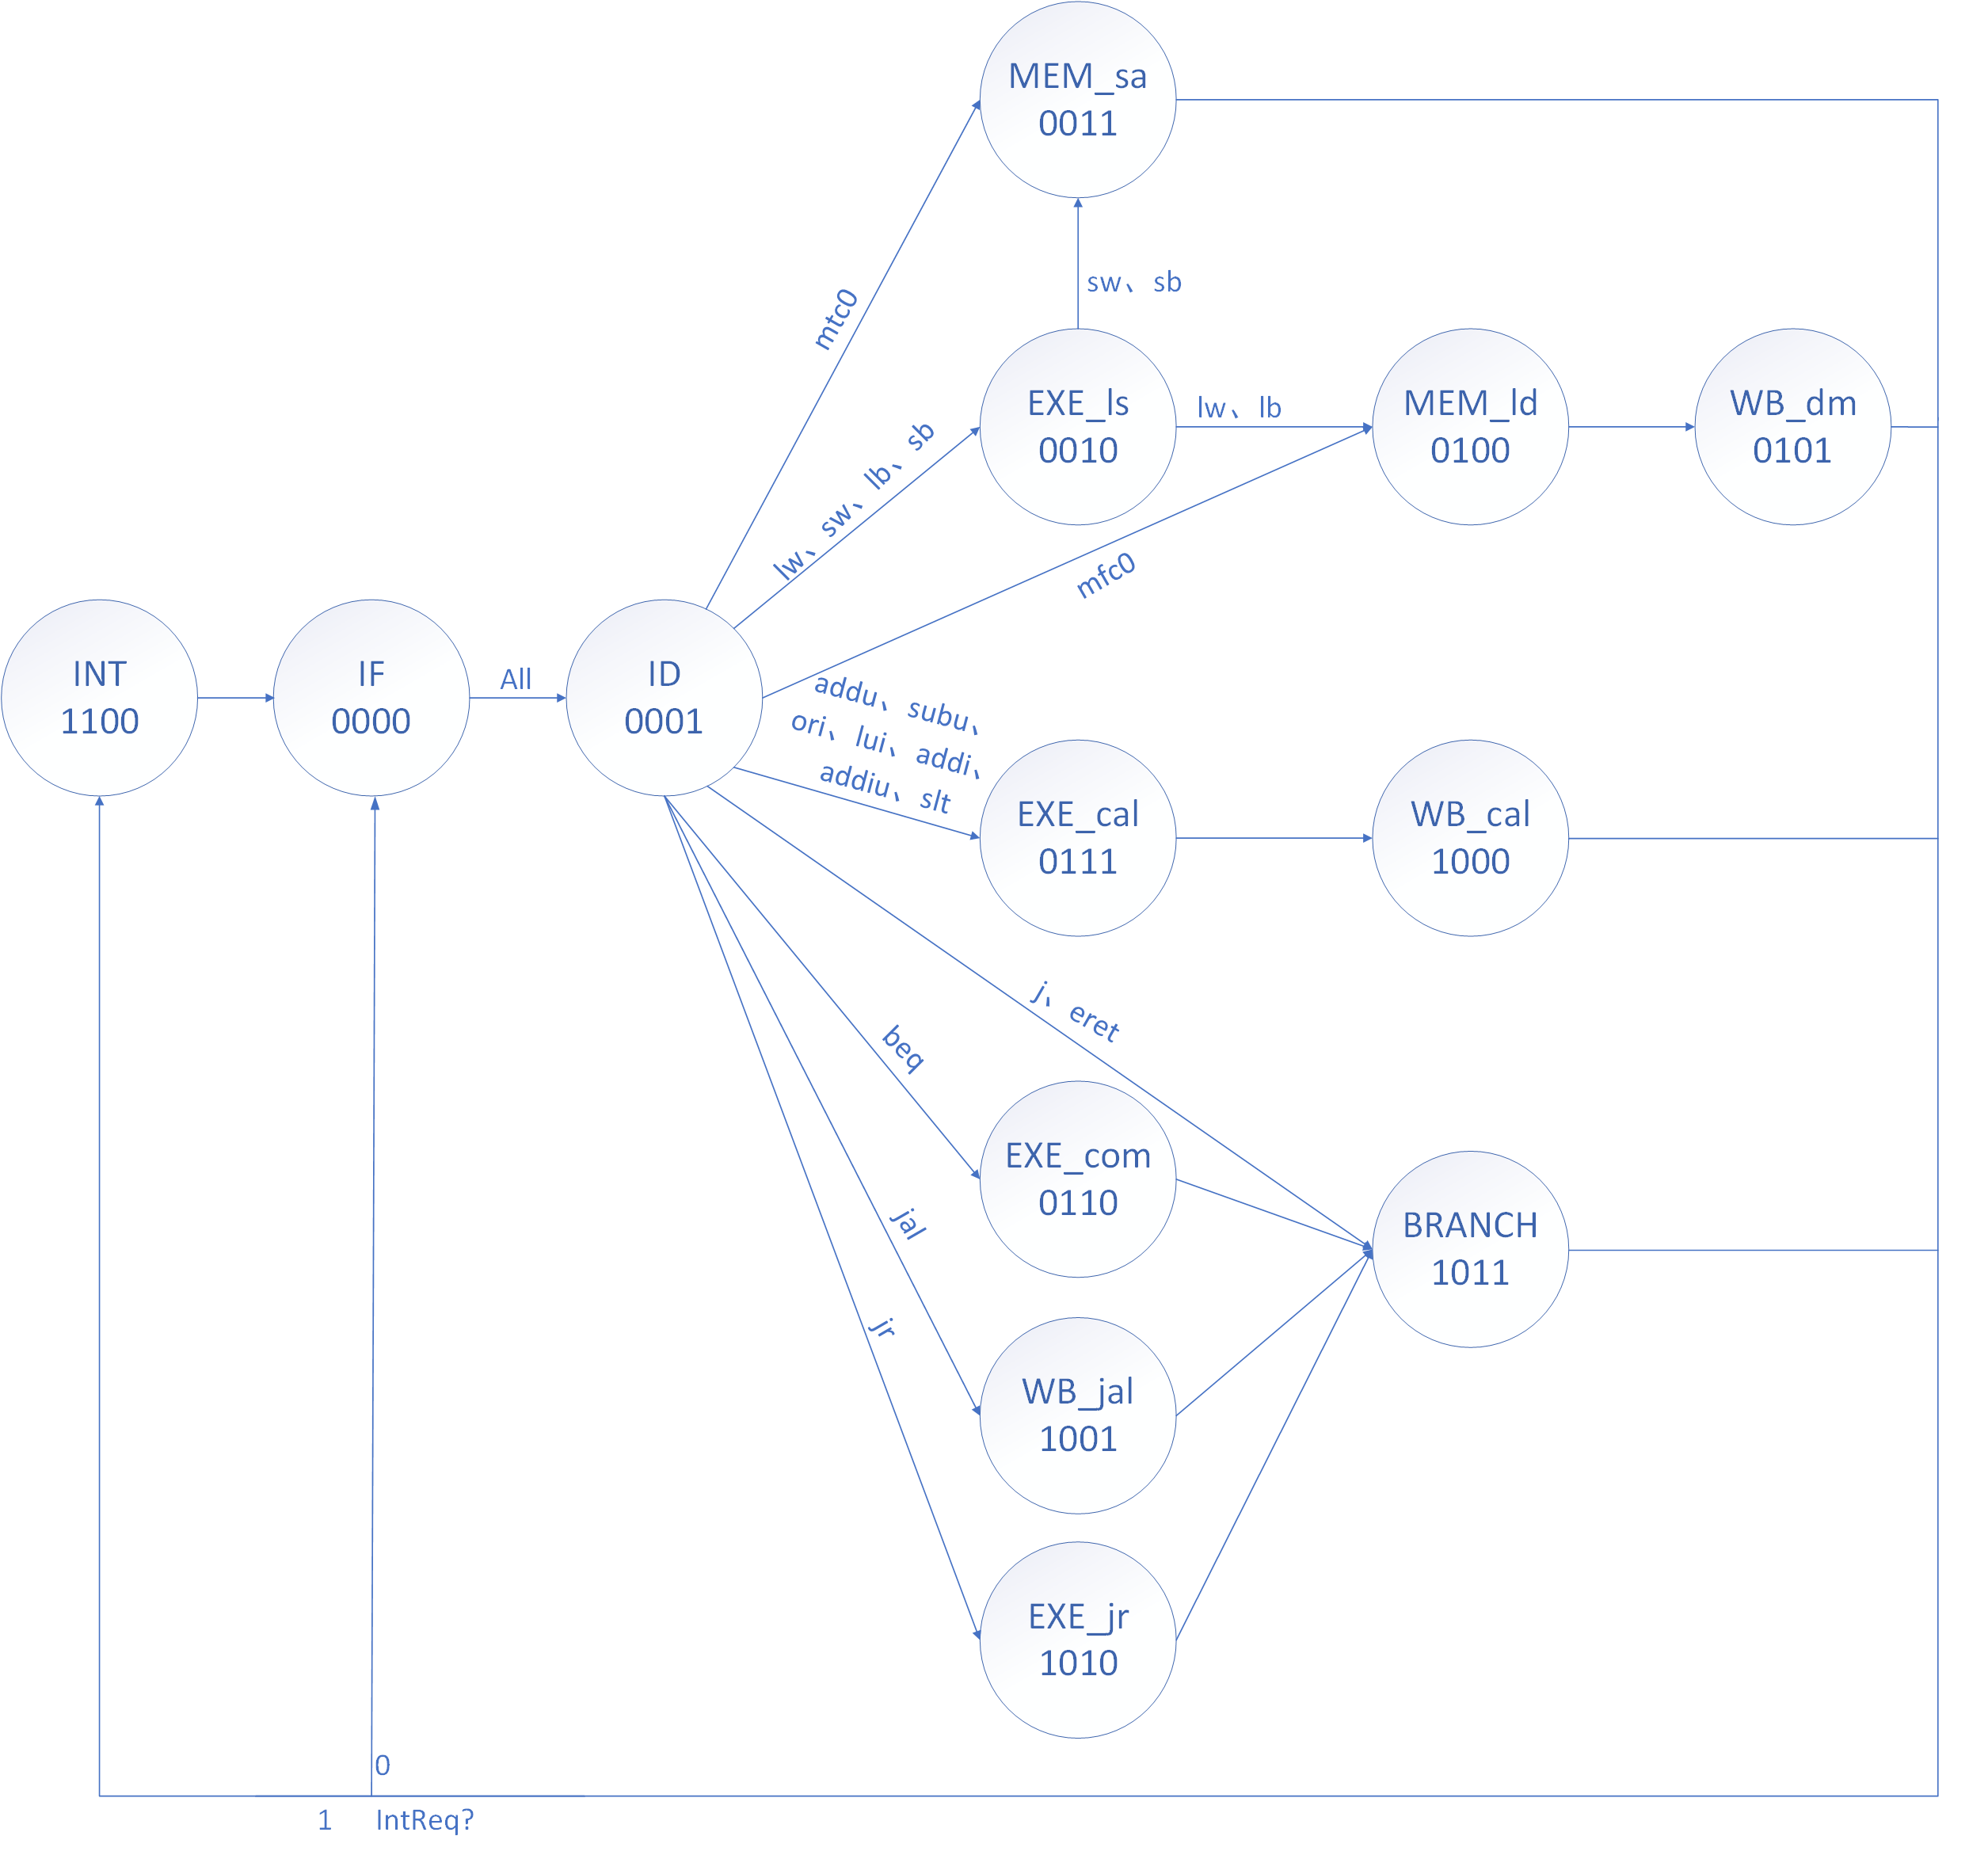 MEM_sa
0011
mtc0
sw、sb
EXE_ls
0010
lw、lb
MEM_ld
0100
WB_dm
0101
lw、sw、lb、sb
mfc0
INT
1100
IF
0000
All
ID
0001
addu、subu、
ori、lui、addi、
addiu、slt
EXE_cal
0111
WB_cal
1000
j、eret
beq
EXE_com
0110
jal
BRANCH
1011
jr
WB_jal
1001
EXE_jr
1010
0
1
IntReq?